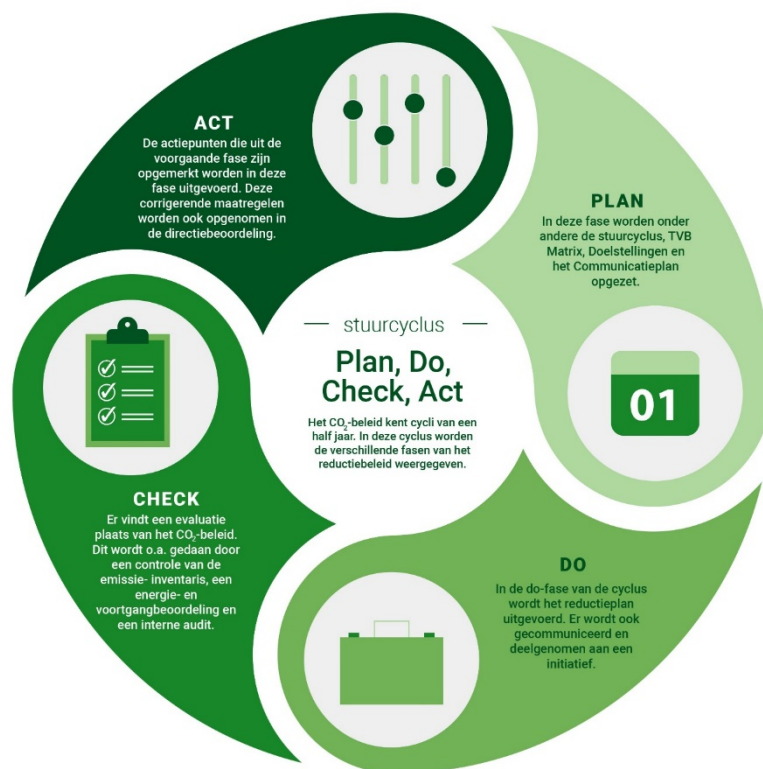 ACT
De actiepunten die uit de
voorgaande fase zijn
opgemerkt worden in deze
fase uitgevoerd. Deze
corrigerende maatregelen
worden ook opgenomen in
de directiebeoordeling.
PLAN
In deze fase worden onder
andere de stuurcyclus, TVB
Matrix, Doelstellingen en
het Communicatieplan
opgezet.
01
stuurcyclus
Plan, Do,
Check, Act
Het CO₂-beleid kent cycli van een
half jaar. In deze cyclus worden
de verschillende fasen van het
reductiebeleid weergegeven.
CHECK
Er vindt een evaluatie
plaats van het CO₂-beleid.
Dit wordt o.a. gedaan door
een controle van de
emissie- inventaris, een
energie- en
voortgangbeoordeling en
een interne audit.
DO
In de do-fase van de cyclus
wordt het reductieplan
uitgevoerd. Er wordt ook
gecommuniceerd en
deelgenomen aan een
initiatief.